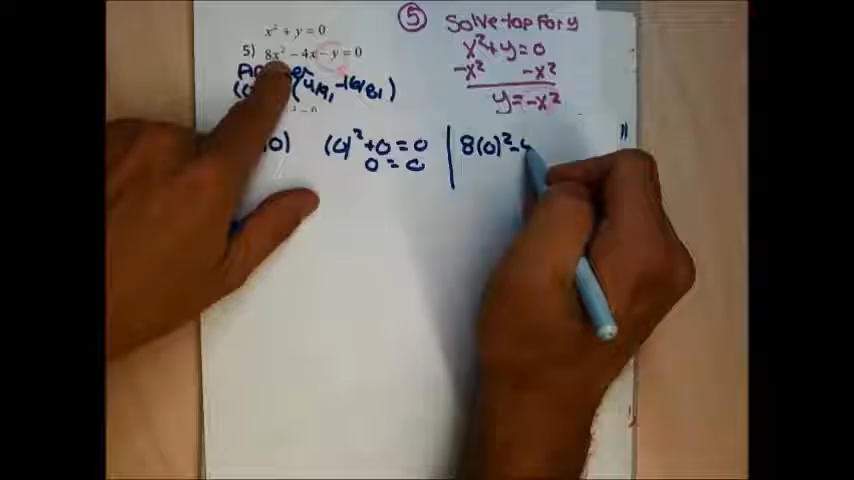 x² + y = 0
5) 8x² − 4x − y = 0
(4/9, -16/81)
⑤ Solve top for y
x²+y=0
-x² -x²
y=-x²
0)
(0)²+0=0
0=0
8(0)²-